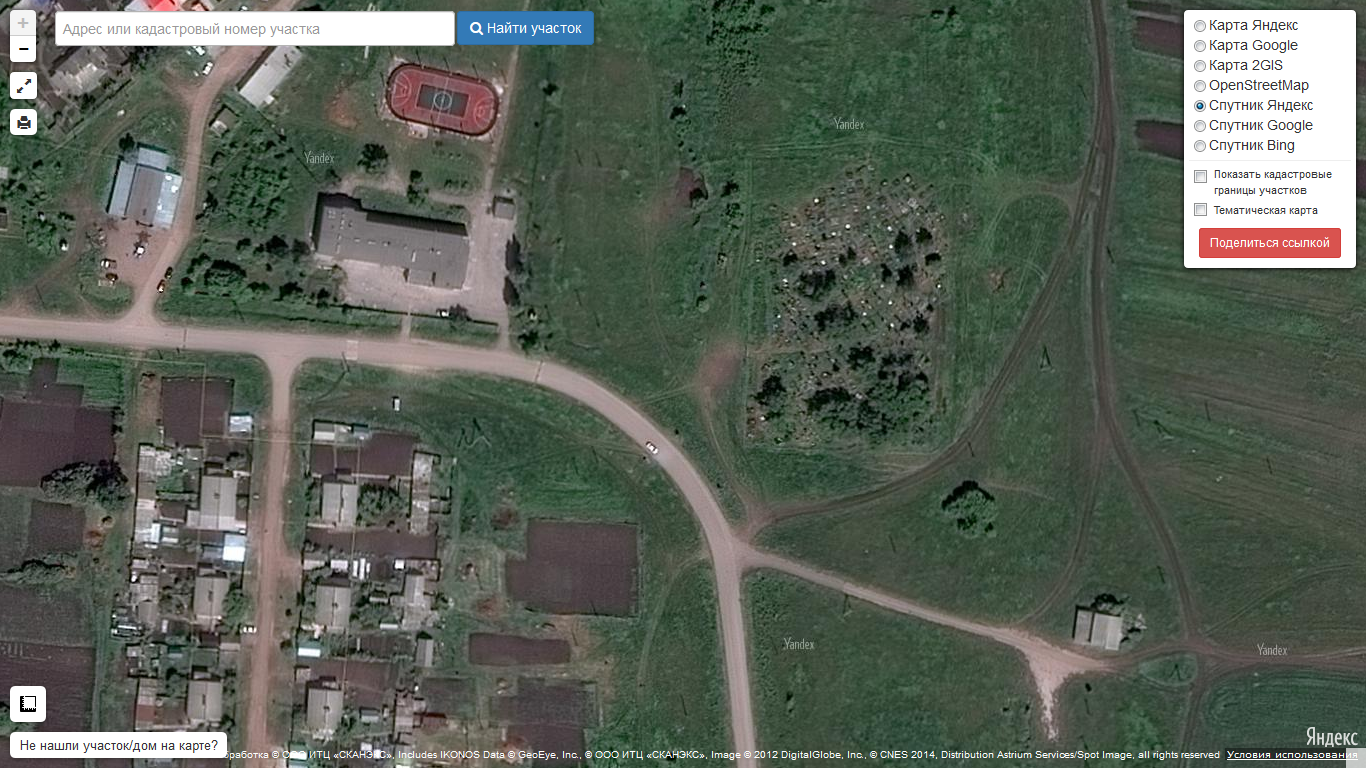 +
−
Адрес или кадастровый номер участка
Найти участок
Карта Яндекс
Карта Google
Карта 2GIS
OpenStreetMap
Спутник Яндекс
Спутник Google
Спутник Bing
Показать кадастровые
границы участков
Тематическая карта
Поделиться ссылкой
Yandex
Yandex
Yandex
Yandex
Яндекс
Не нашли участок/дом на карте?
© ООО ИТЦ «СКАНЭКС», Includes IKONOS Data © GeoEye, Inc., © ООО ИТЦ «СКАНЭКС», Image © 2012 DigitalGlobe, Inc., © CNES 2014, Distribution Astrium Services/Spot Image, all rights reserved Условия использования